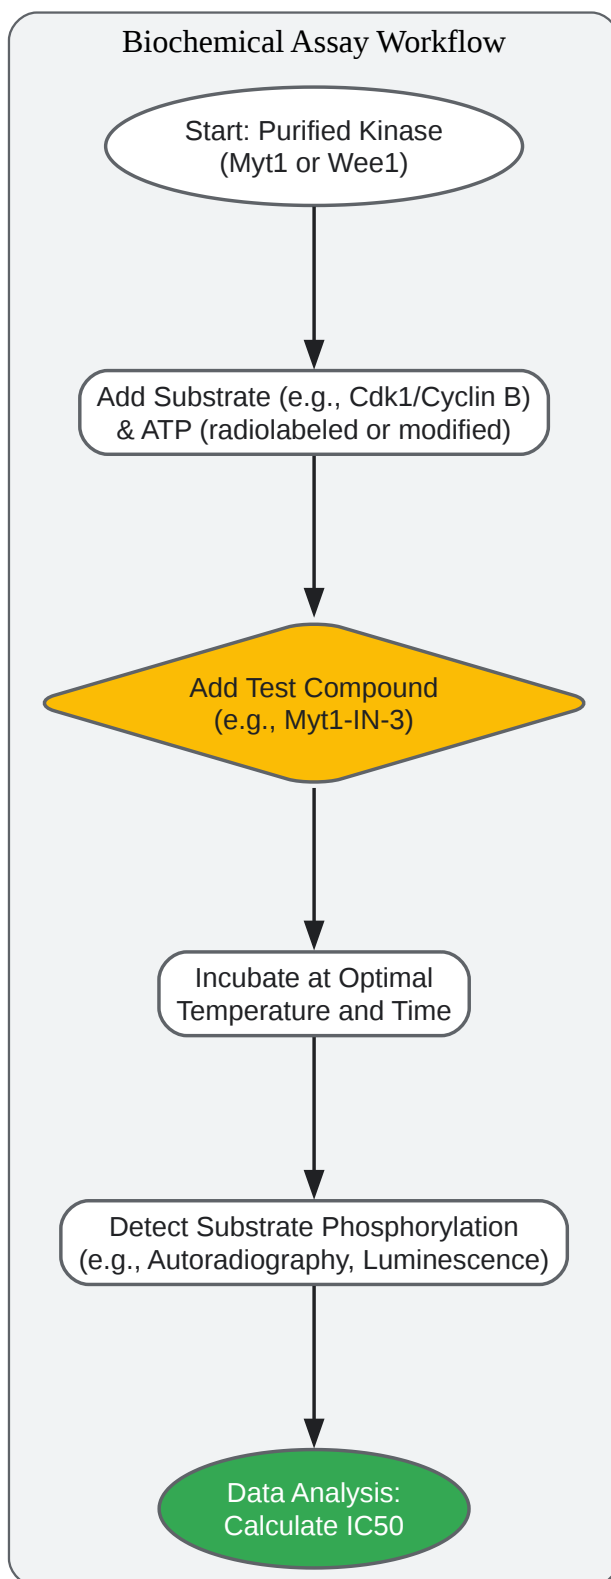 Biochemical Assay Workflow
Start: Purified Kinase
(Myt1 or Wee1)
Add Substrate (e.g., Cdk1/Cyclin B)
& ATP (radiolabeled or modified)
Add Test Compound
(e.g., Myt1-IN-3)
Incubate at Optimal
Temperature and Time
Detect Substrate Phosphorylation
(e.g., Autoradiography, Luminescence)
Data Analysis:
Calculate IC50